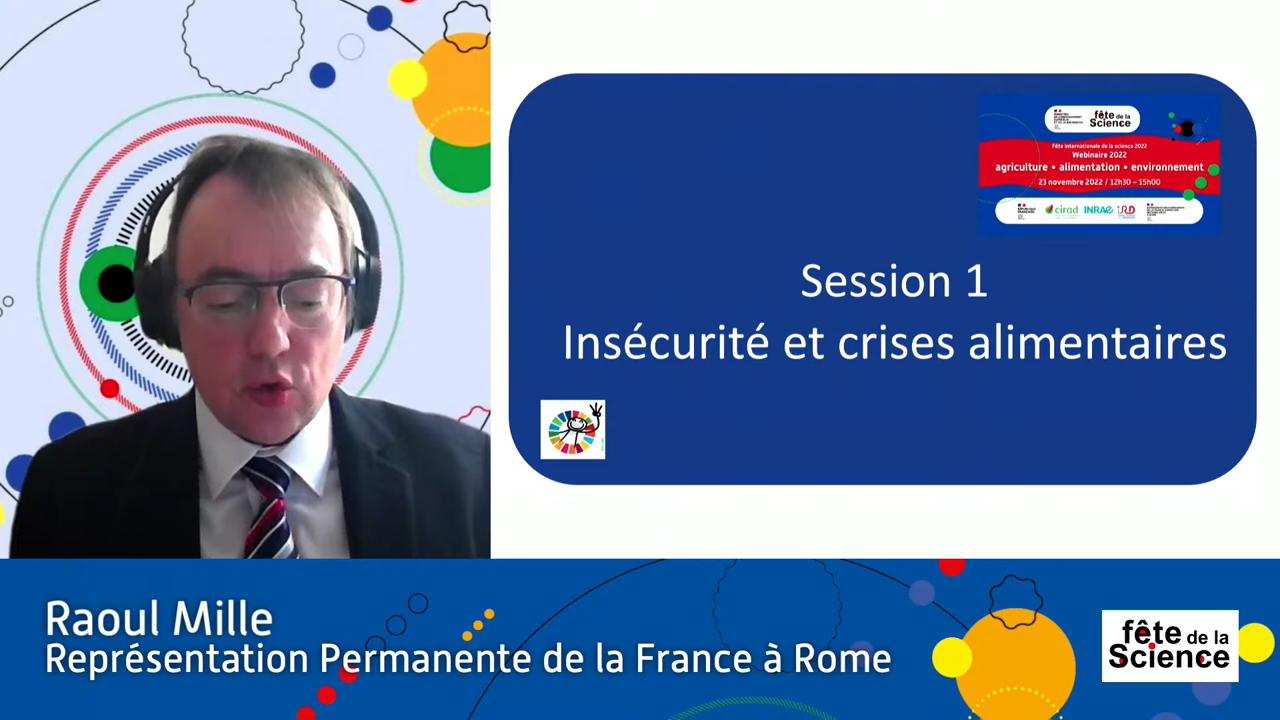 fête de la
Science
Fête internationale de la science 2022
Webinaire 2022
agriculture • alimentation • environnement
23 novembre 2022 / 12h30 – 15h00
RÉPUBLIQUE
FRANÇAISE
cirad
INRAE
IRD
Session 1
Insécurité et crises alimentaires
Raoul Mille
Représentation Permanente de la France à Rome
fête de la
Science